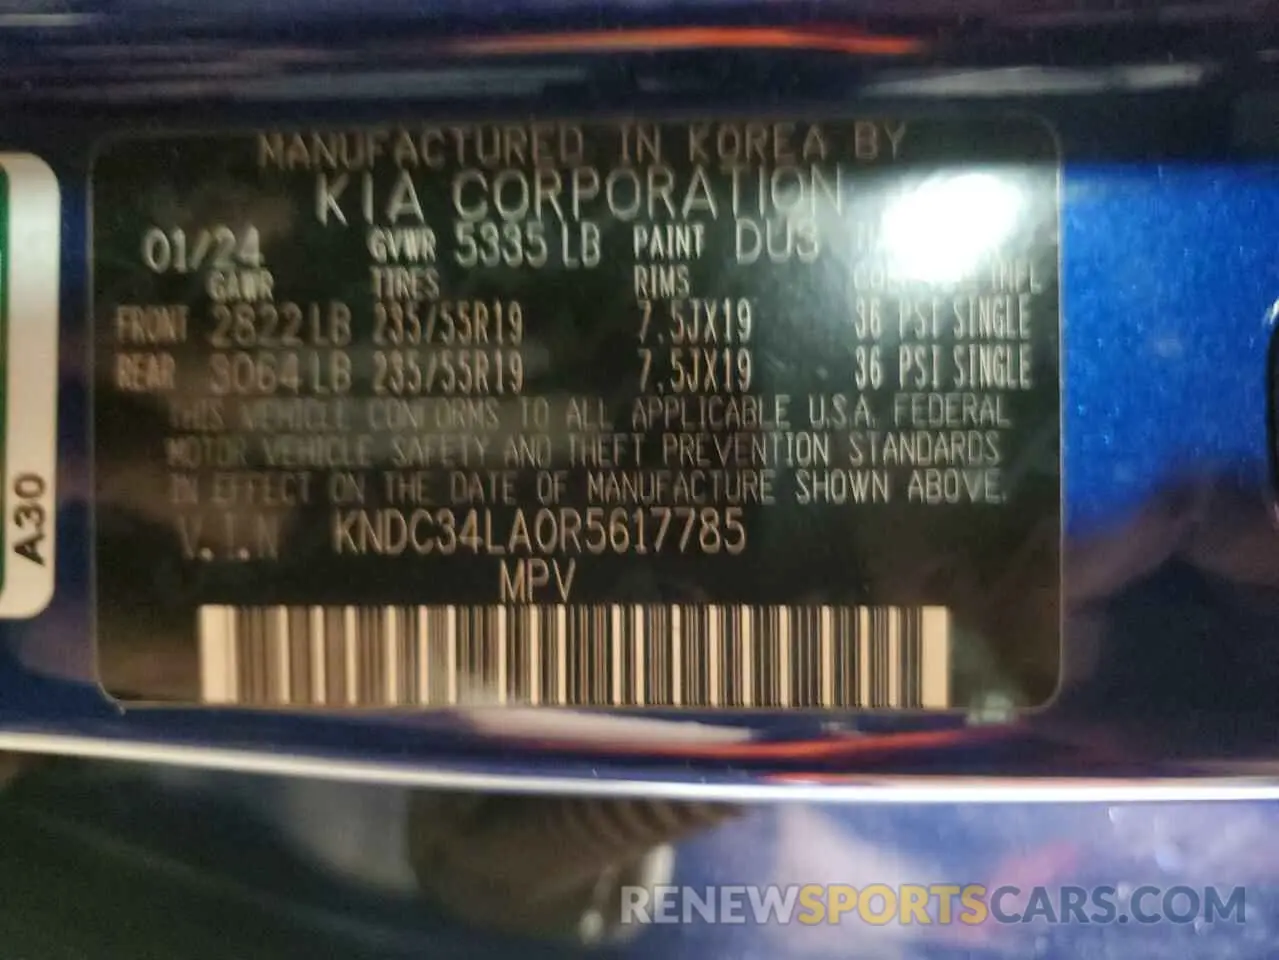 MANUFACTURED IN KOREA BY
KIA CORPORATION
01/24 GVWR 5335 LB PAINT DU3
GAWR TIRES RIMS
FRONT 2822 LB 235/55R19 7.5JX19 36 PSI SINGLE
REAR 3064 LB 235/55R19 7.5JX19 36 PSI SINGLE
THIS VEHICLE CONFORMS TO ALL APPLICABLE U.S.A. FEDERAL
MOTOR VEHICLE SAFETY AND THEFT PREVENTION STANDARDS
IN EFFECT ON THE DATE OF MANUFACTURE SHOWN ABOVE.
V.I.N KNDC34LA0R5617785
MPV
A30
RENEWSPORTSCARS.COM